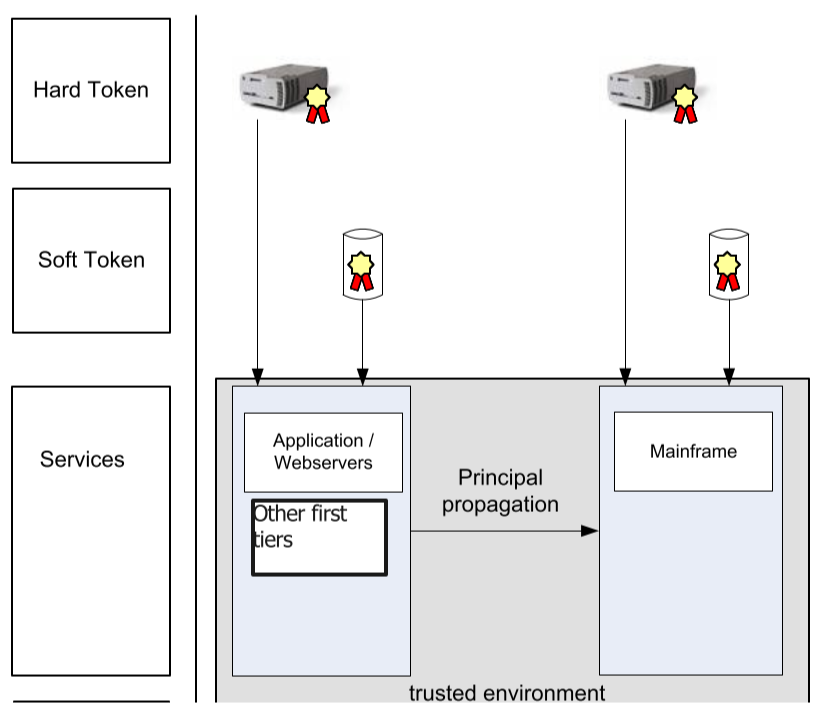 Hard Token
Soft Token
Services
Application /
Webservers
Other first
tiers
Principal
propagation
Mainframe
trusted environment